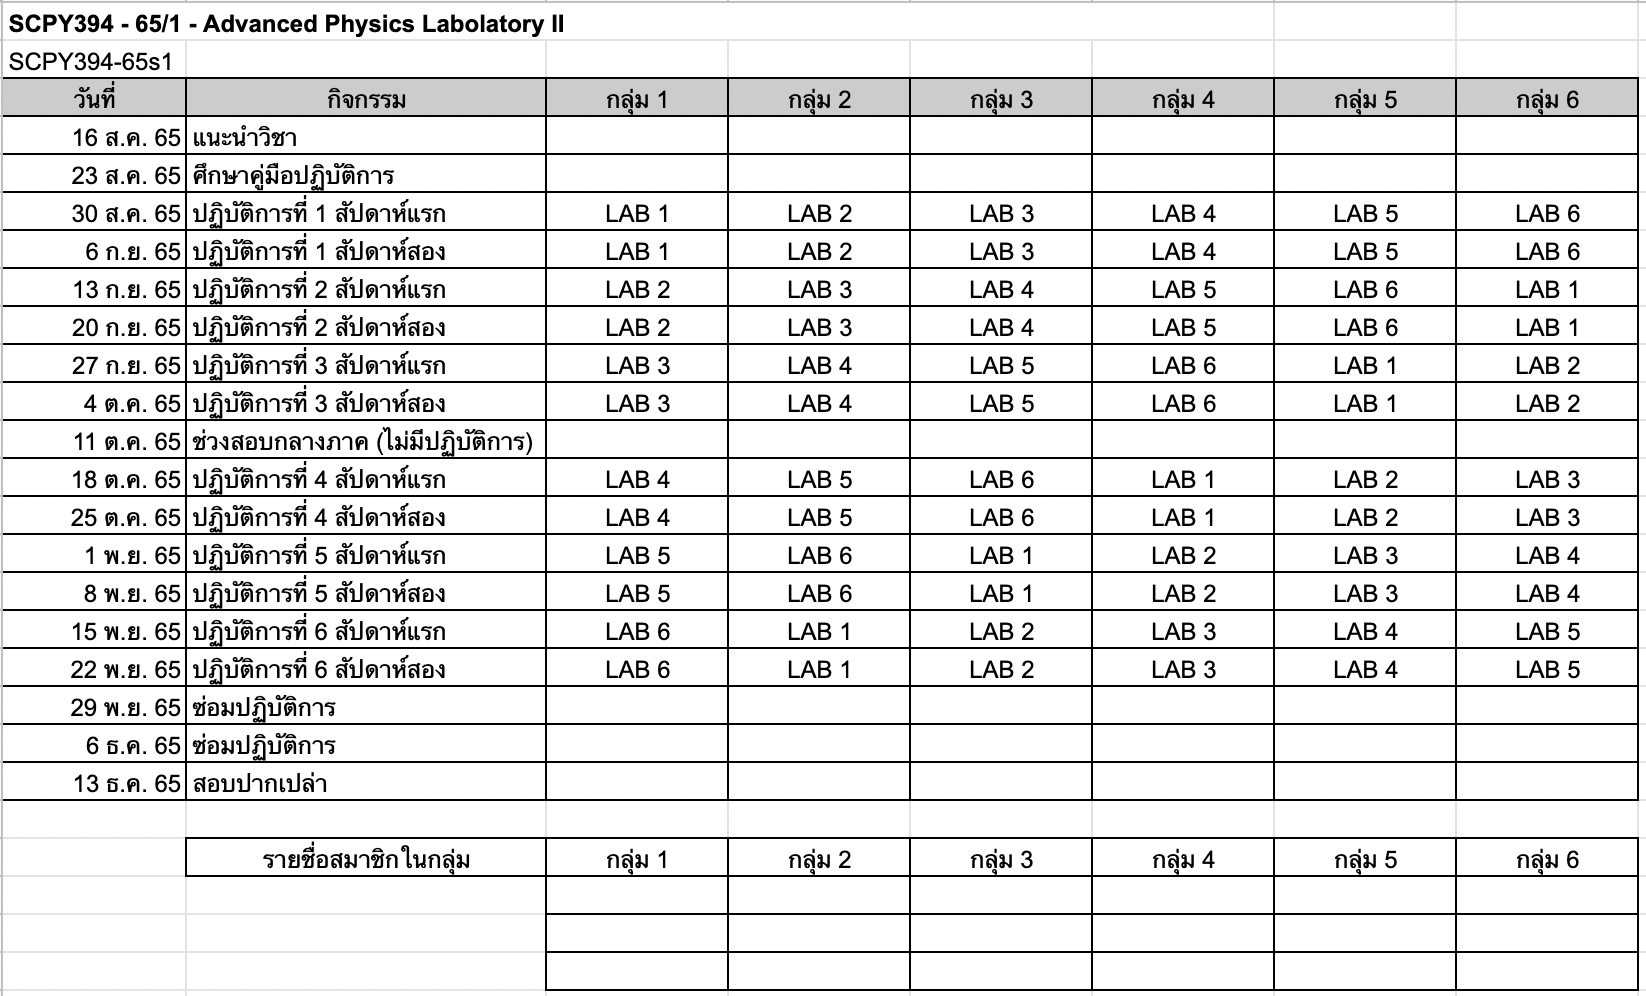 SCPY394 - 65/1 - Advanced Physics Labolatory II
SCPY394-65s1
วันที่ กิจกรรม กลุ่ม 1 กลุ่ม 2 กลุ่ม 3 กลุ่ม 4 กลุ่ม 5 กลุ่ม 6
16 ส.ค. 65 แนะนำวิชา
23 ส.ค. 65 ศึกษาคู่มือปฏิบัติการ
30 ส.ค. 65 ปฏิบัติการที่ 1 สัปดาห์แรก LAB 1 LAB 2 LAB 3 LAB 4 LAB 5 LAB 6
6 ก.ย. 65 ปฏิบัติการที่ 1 สัปดาห์สอง LAB 1 LAB 2 LAB 3 LAB 4 LAB 5 LAB 6
13 ก.ย. 65 ปฏิบัติการที่ 2 สัปดาห์แรก LAB 2 LAB 3 LAB 4 LAB 5 LAB 6 LAB 1
20 ก.ย. 65 ปฏิบัติการที่ 2 สัปดาห์สอง LAB 2 LAB 3 LAB 4 LAB 5 LAB 6 LAB 1
27 ก.ย. 65 ปฏิบัติการที่ 3 สัปดาห์แรก LAB 3 LAB 4 LAB 5 LAB 6 LAB 1 LAB 2
4 ต.ค. 65 ปฏิบัติการที่ 3 สัปดาห์สอง LAB 3 LAB 4 LAB 5 LAB 6 LAB 1 LAB 2
11 ต.ค. 65 ช่วงสอบกลางภาค (ไม่มีปฏิบัติการ)
18 ต.ค. 65 ปฏิบัติการที่ 4 สัปดาห์แรก LAB 4 LAB 5 LAB 6 LAB 1 LAB 2 LAB 3
25 ต.ค. 65 ปฏิบัติการที่ 4 สัปดาห์สอง LAB 4 LAB 5 LAB 6 LAB 1 LAB 2 LAB 3
1 พ.ย. 65 ปฏิบัติการที่ 5 สัปดาห์แรก LAB 5 LAB 6 LAB 1 LAB 2 LAB 3 LAB 4
8 พ.ย. 65 ปฏิบัติการที่ 5 สัปดาห์สอง LAB 5 LAB 6 LAB 1 LAB 2 LAB 3 LAB 4
15 พ.ย. 65 ปฏิบัติการที่ 6 สัปดาห์แรก LAB 6 LAB 1 LAB 2 LAB 3 LAB 4 LAB 5
22 พ.ย. 65 ปฏิบัติการที่ 6 สัปดาห์สอง LAB 6 LAB 1 LAB 2 LAB 3 LAB 4 LAB 5
29 พ.ย. 65 ซ่อมปฏิบัติการ
6 ธ.ค. 65 ซ่อมปฏิบัติการ
13 ธ.ค. 65 สอบปากเปล่า
รายชื่อสมาชิกในกลุ่ม กลุ่ม 1 กลุ่ม 2 กลุ่ม 3 กลุ่ม 4 กลุ่ม 5 กลุ่ม 6